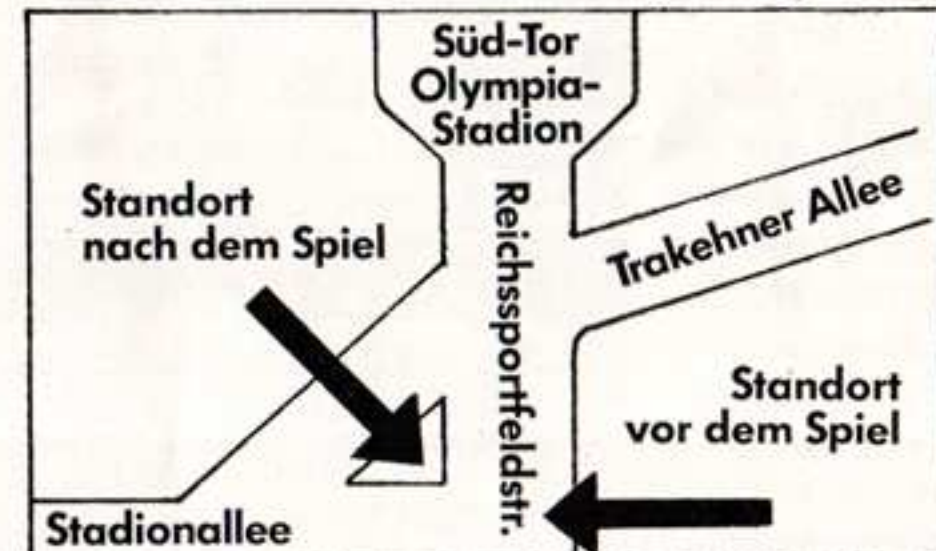 Süd-Tor
Olympia-
Stadion
Standort
nach dem Spiel
Reichssportfeldstr.
Trakehner Allee
Standort
vor dem Spiel
Stadionallee